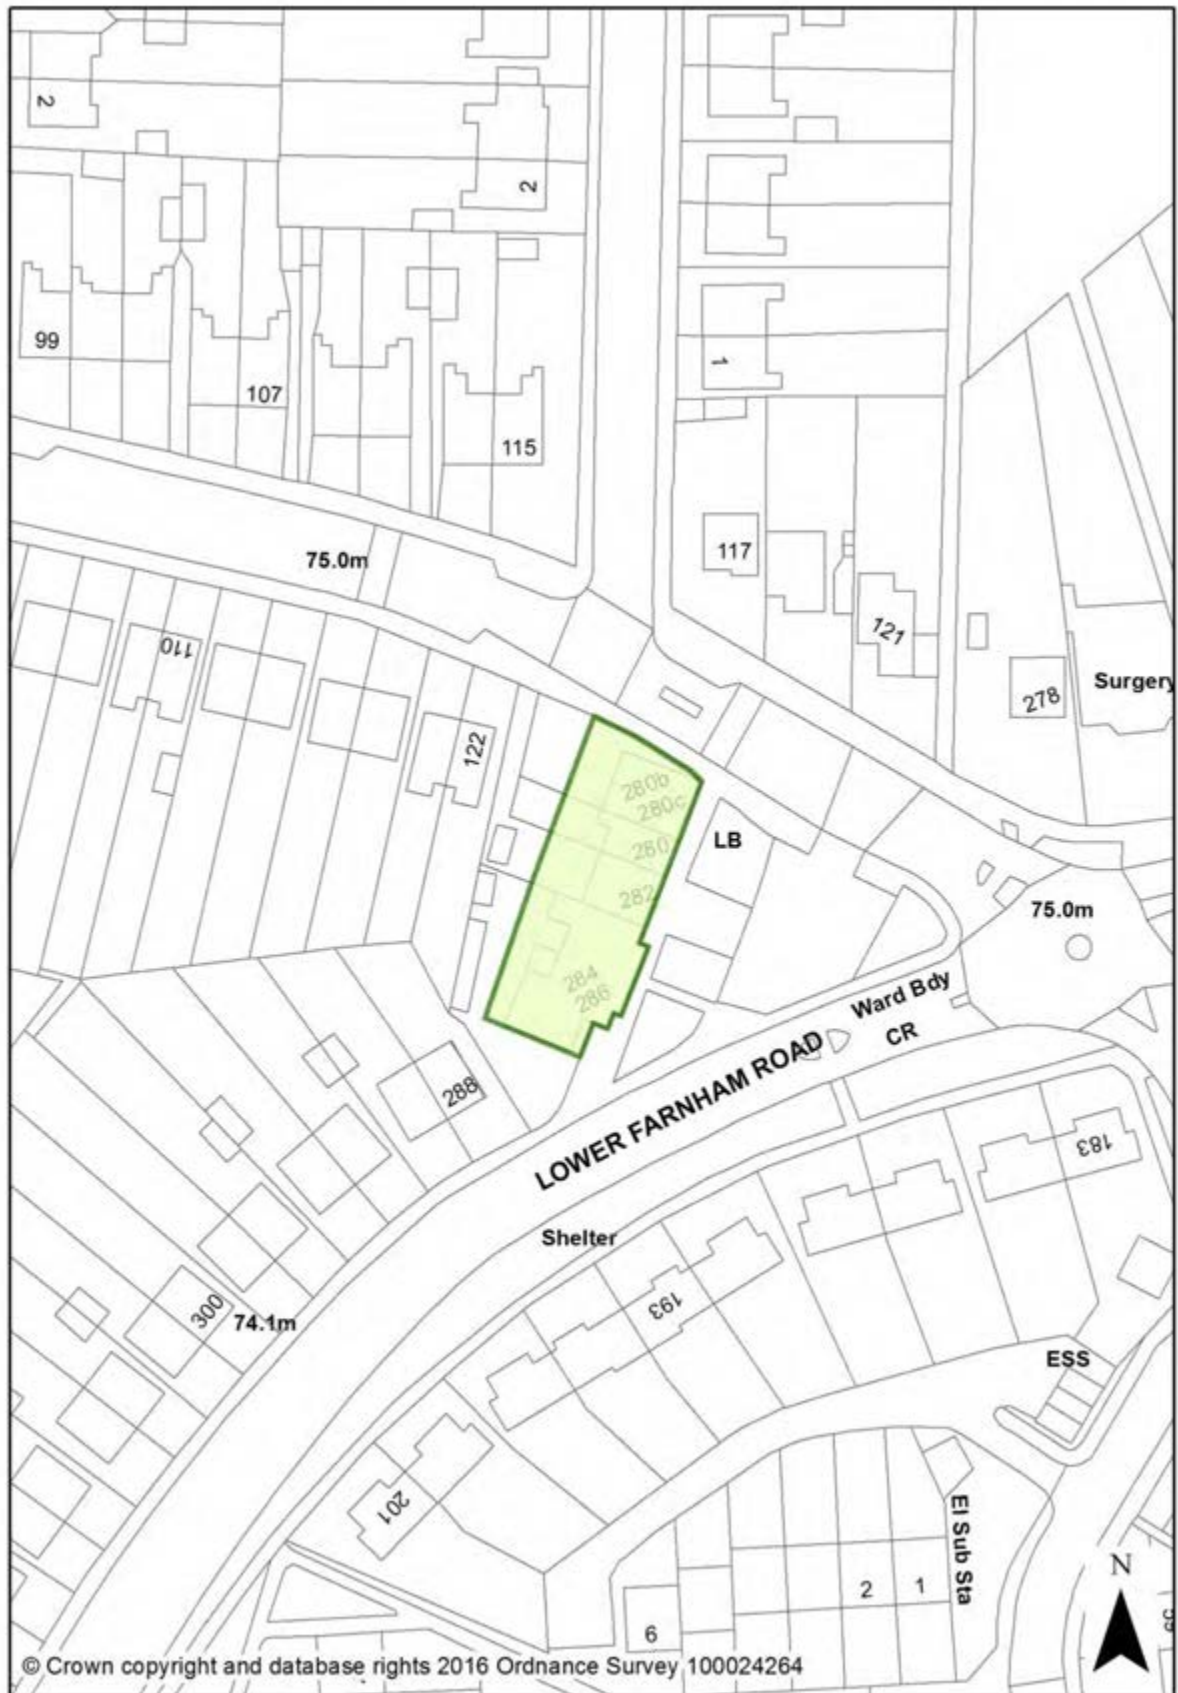 2
2
99
107
115
1
75.0m
117
121
278
Surgery
110
122
280b
280c
280
282
LB
75.0m
284
286
Ward Bdy
CR
LOWER FARNHAM ROAD
288
183
Shelter
193
300
74.1m
ESS
201
El Sub Sta
N
2
1
6
59
© Crown copyright and database rights 2016 Ordnance Survey 100024264